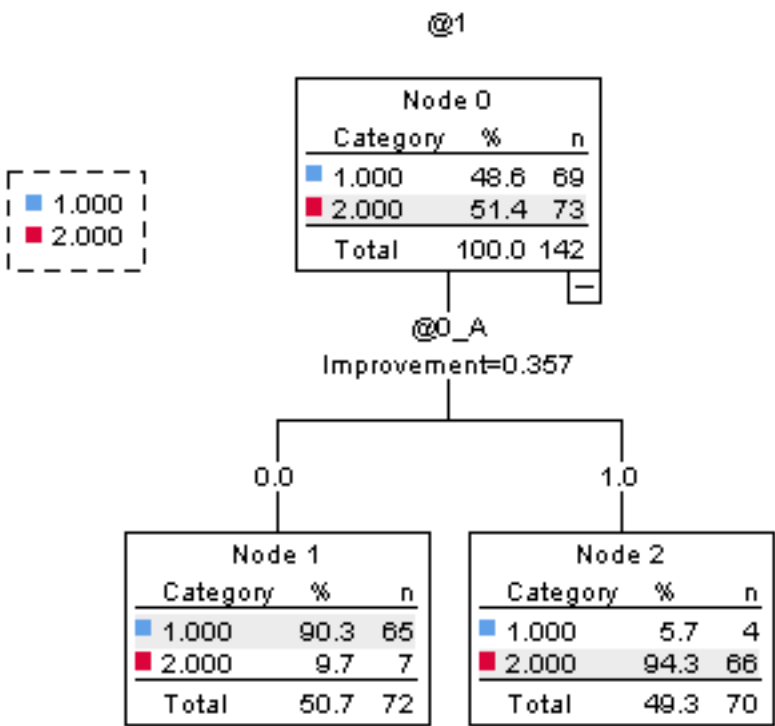 @1
Node 0
Category % n
1.000 48.6 69
2.000 51.4 73
Total 100.0 142
1.000
2.000
@0_A
Improvement=0.357
0.0
1.0
Node 1
Category % n
1.000 90.3 65
2.000 9.7 7
Total 50.7 72
Node 2
Category % n
1.000 5.7 4
2.000 94.3 66
Total 49.3 70